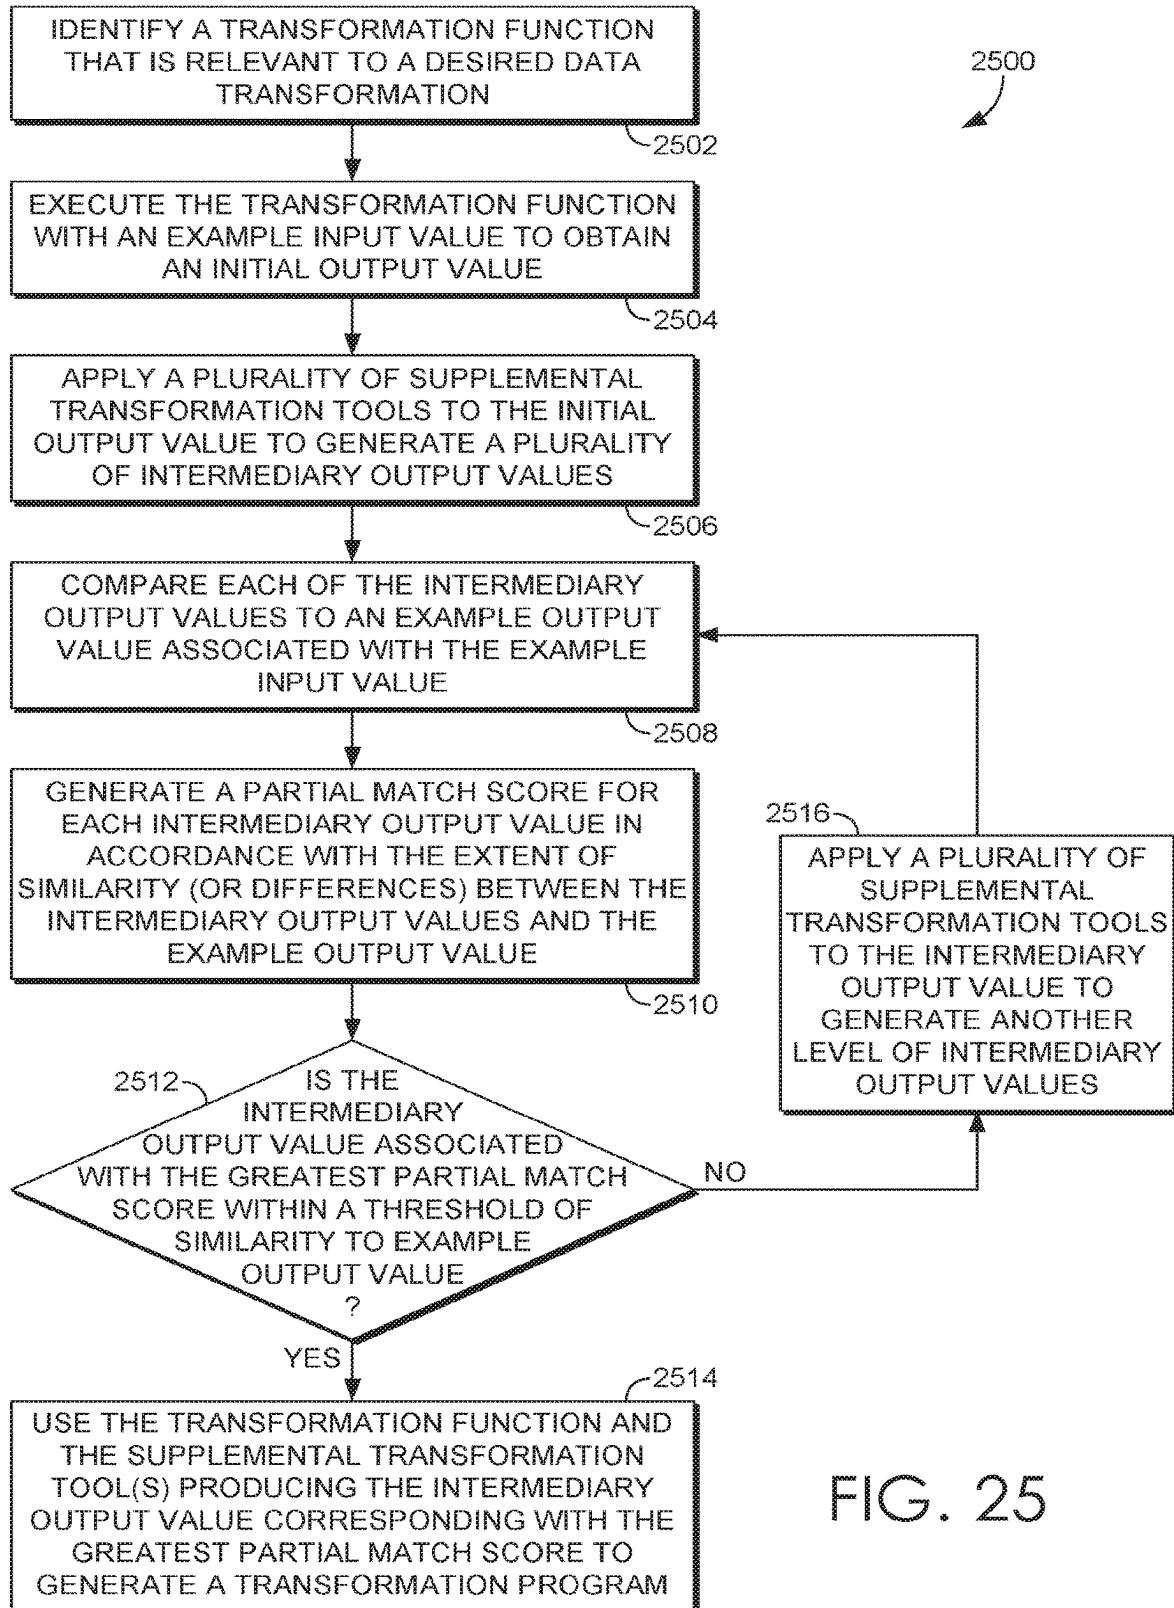 IDENTIFY A TRANSFORMATION FUNCTION
THAT IS RELEVANT TO A DESIRED DATA
TRANSFORMATION
2502
2500
EXECUTE THE TRANSFORMATION FUNCTION
WITH AN EXAMPLE INPUT VALUE TO OBTAIN
AN INITIAL OUTPUT VALUE
2504
APPLY A PLURALITY OF SUPPLEMENTAL
TRANSFORMATION TOOLS TO THE INITIAL
OUTPUT VALUE TO GENERATE A PLURALITY
OF INTERMEDIARY OUTPUT VALUES
2506
COMPARE EACH OF THE INTERMEDIARY
OUTPUT VALUES TO AN EXAMPLE OUTPUT
VALUE ASSOCIATED WITH THE EXAMPLE
INPUT VALUE
2508
GENERATE A PARTIAL MATCH SCORE FOR
EACH INTERMEDIARY OUTPUT VALUE IN
ACCORDANCE WITH THE EXTENT OF
SIMILARITY (OR DIFFERENCES) BETWEEN THE
INTERMEDIARY OUTPUT VALUES AND THE
EXAMPLE OUTPUT VALUE
2510
2512
IS THE
INTERMEDIARY
OUTPUT VALUE ASSOCIATED
WITH THE GREATEST PARTIAL MATCH
SCORE WITHIN A THRESHOLD OF
SIMILARITY TO EXAMPLE
OUTPUT VALUE
?
NO
2516
APPLY A PLURALITY OF
SUPPLEMENTAL
TRANSFORMATION TOOLS
TO THE INTERMEDIARY
OUTPUT VALUE TO
GENERATE ANOTHER
LEVEL OF INTERMEDIARY
OUTPUT VALUES
YES
2514
USE THE TRANSFORMATION FUNCTION AND
THE SUPPLEMENTAL TRANSFORMATION
TOOL(S) PRODUCING THE INTERMEDIARY
OUTPUT VALUE CORRESPONDING WITH THE
GREATEST PARTIAL MATCH SCORE TO
GENERATE A TRANSFORMATION PROGRAM
FIG. 25